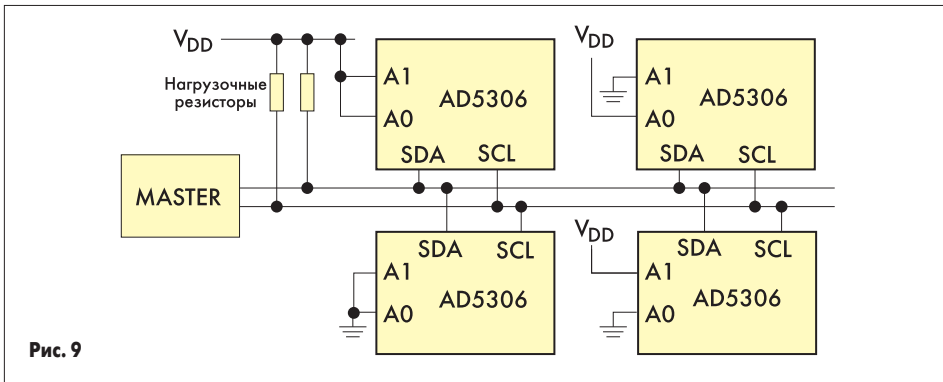 VDD
Нагрузочные
резисторы
A1
A0
AD5306
SDA
SCL
VDD
A1
A0
AD5306
SDA
SCL
MASTER
SDA
SCL
A1
A0
AD5306
VDD
SDA
SCL
A1
A0
AD5306
Рис. 9